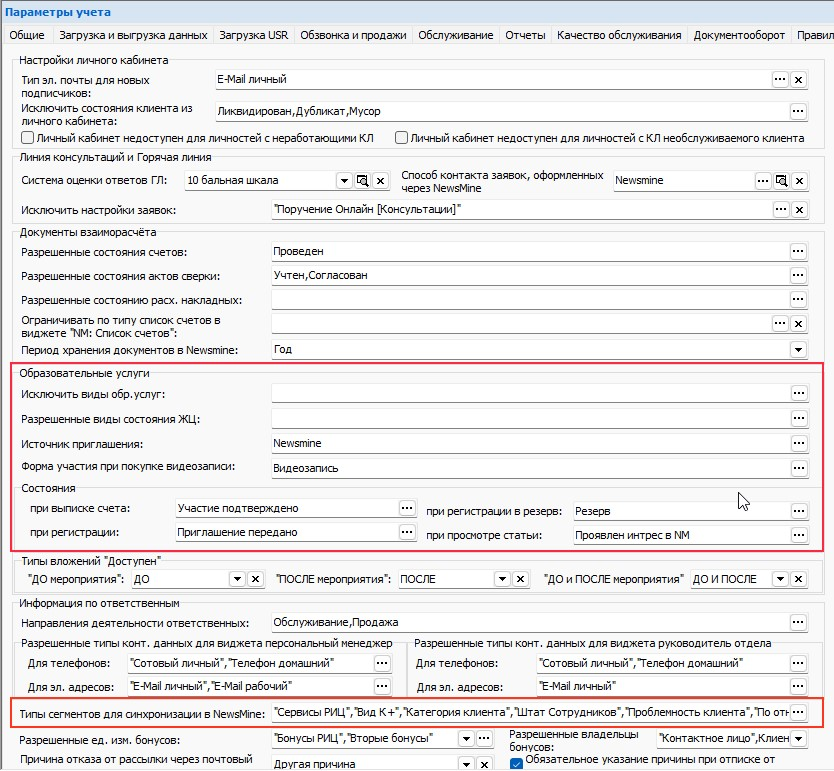 Параметры учета
Общие Загрузка и выгрузка данных Загрузка USR Обзвонка и продажи Обслуживание Отчеты Качество обслуживания Документооборот Правил
Настройки личного кабинета
Тип эл. почты для новых подписчиков: E-Mail личный
Исключить состояния клиента из личного кабинета: Ликвидирован,Дубликат,Мусор
Личный кабинет недоступен для личностей с неработающими КЛ Личный кабинет недоступен для личностей с КЛ необслуживаемого клиента
Линия консультаций и Горячая линия
Система оценки ответов ГЛ: 10 бальная шкала Способ контакта заявок, оформленных через NewsMine Newsmine
Исключить настройки заявок: "Поручение Онлайн [Консультации]"
Документы взаиморасчёта
Разрешенные состояния счетов: Проведен
Разрешенные состояния актов сверки: Учтен,Согласован
Разрешенные состоянию расх. накладных:
Ограничивать по типу список счетов в виджете "NM: Список счетов":
Период хранения документов в Newsmine: Год
Образовательные услуги
Исключить виды обр.услуг:
Разрешенные виды состояния ЖЦ:
Источник приглашения: Newsmine
Форма участия при покупке видеозаписи: Видеозапись
Состояния
при выписке счета: Участие подтверждено при регистрации в резерв: Резерв
при регистрации: Приглашение передано при просмотре статьи: Проявлен интрес в NM
Типы вложений "Доступен"
"ДО мероприятия": ДО "ПОСЛЕ мероприятия": ПОСЛЕ "ДО и ПОСЛЕ мероприятия" ДО И ПОСЛЕ
Информация по ответственным
Направления деятельности ответственных: Обслуживание,Продажа
Разрешенные типы конт. данных для виджета персональный менеджер Разрешенные типы конт. данных для виджета руководитель отдела
Для телефонов: "Сотовый личный","Телефон домашний" Для телефонов: "Сотовый личный","Телефон домашний"
Для эл. адресов: "E-Mail личный","E-Mail рабочий" Для эл. адресов: "E-Mail личный"
Типы сегментов для синхронизации в NewsMine: "Сервисы РИЦ","Вид К+","Категория клиента","Штат Сотрудников","Проблемность клиента","По отн
Разрешенные ед. изм. бонусов: "Бонусы РИЦ","Вторые бонусы" Разрешенные владельцы бонусов: "Контактное лицо",Клиен
Причина отказа от рассылки через почтовый Другая причина Обязательное указание причины при отписке от